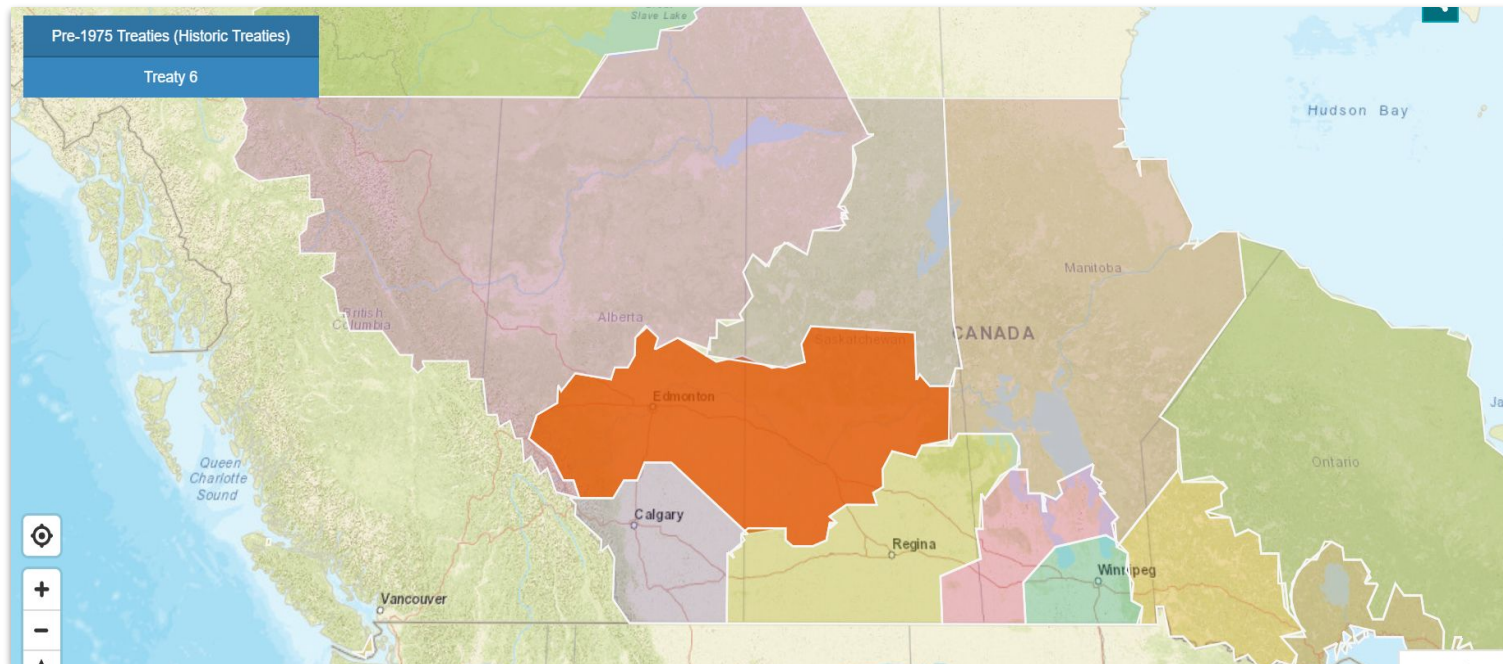 Slave Lake
Pre-1975 Treaties (Historic Treaties)
Treaty 6
Hudson Bay
Manitoba
British
Columbia
Alberta
Saskatchewan
CANADA
Edmonton
Ja
Queen
Charlotte
Sound
Ontario
Calgary
Regina
Winnipeg
Vancouver
+
−